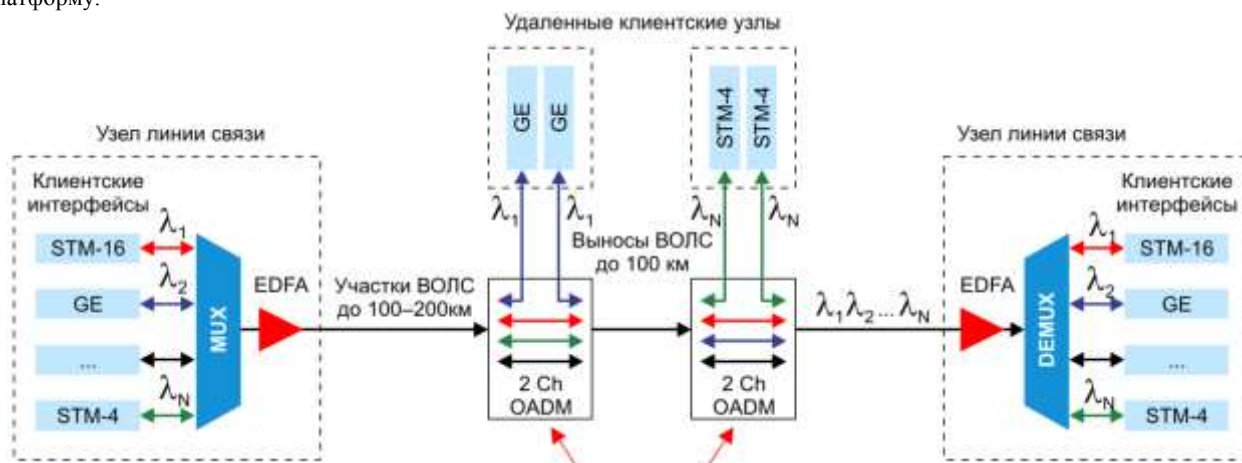 латформу.
Удаленные клиентские узлы
GE
GE
STM-4
STM-4
Узел линии связи
Клиентские
интерфейсы
STM-16
λ1
GE
λ2
...
STM-4
λN
MUX
EDFA
Участки ВОЛС
до 100–200км
λ1
λ1
Выносы ВОЛС
до 100 км
λN
λN
2 Ch
OADM
2 Ch
OADM
λ1 λ2 ... λN
Узел линии связи
EDFA
DEMUX
Клиентские
интерфейсы
λ1
STM-16
λ2
GE
...
λN
STM-4